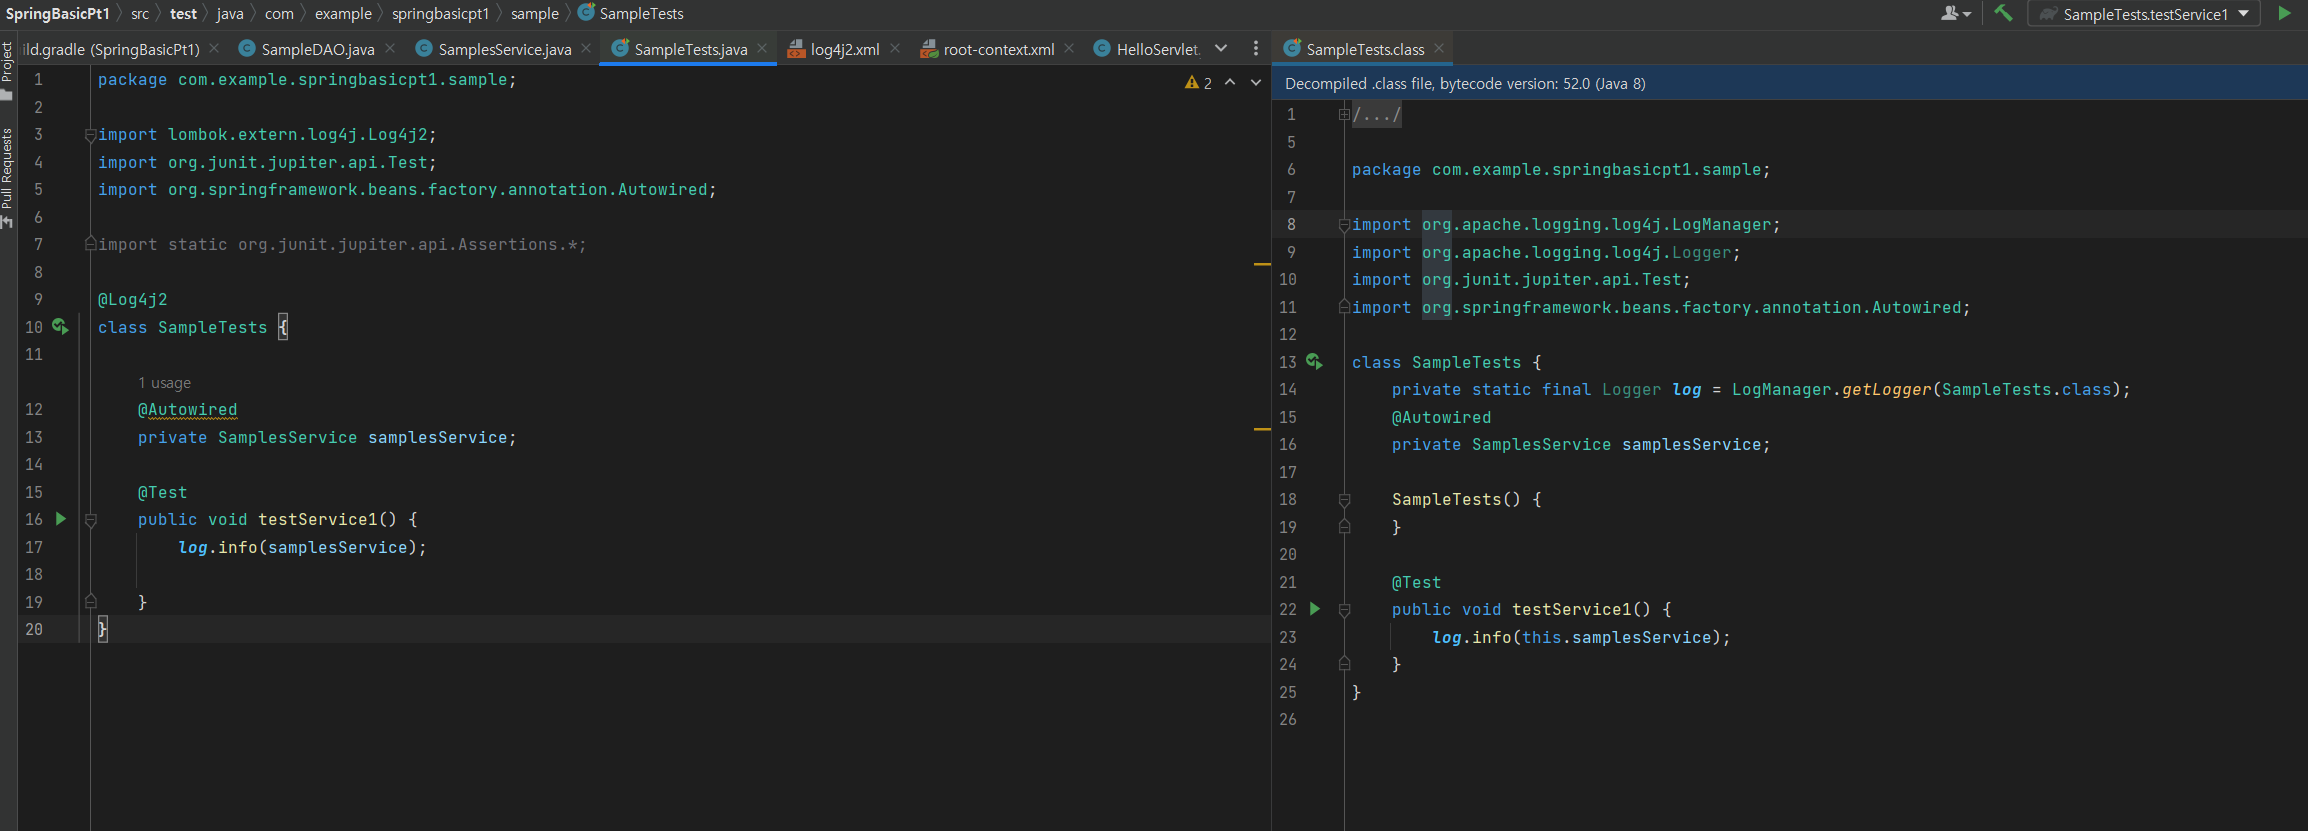 SpringBasicPt1 src test java com example springbasicpt1 sample SampleTests
SampleTests.testService1
Project
Pull Requests
ild.gradle (SpringBasicPt1) SampleDAO.java SamplesService.java SampleTests.java log4j2.xml root-context.xml HelloServlet.
2
1 package com.example.springbasicpt1.sample;
2
3 import lombok.extern.log4j.Log4j2;
4 import org.junit.jupiter.api.Test;
5 import org.springframework.beans.factory.annotation.Autowired;
6
7 import static org.junit.jupiter.api.Assertions.*;
8
9 @Log4j2
10 class SampleTests {
11
1 usage
12 @Autowired
13 private SamplesService samplesService;
14
15 @Test
16 public void testService1() {
17 log.info(samplesService);
18
19 }
20 }
SampleTests.class
Decompiled .class file, bytecode version: 52.0 (Java 8)
1 /.../
5
6 package com.example.springbasicpt1.sample;
7
8 import org.apache.logging.log4j.LogManager;
9 import org.apache.logging.log4j.Logger;
10 import org.junit.jupiter.api.Test;
11 import org.springframework.beans.factory.annotation.Autowired;
12
13 class SampleTests {
14 private static final Logger log = LogManager.getLogger(SampleTests.class);
15 @Autowired
16 private SamplesService samplesService;
17
18 SampleTests() {
19 }
20
21 @Test
22 public void testService1() {
23 log.info(this.samplesService);
24 }
25 }
26